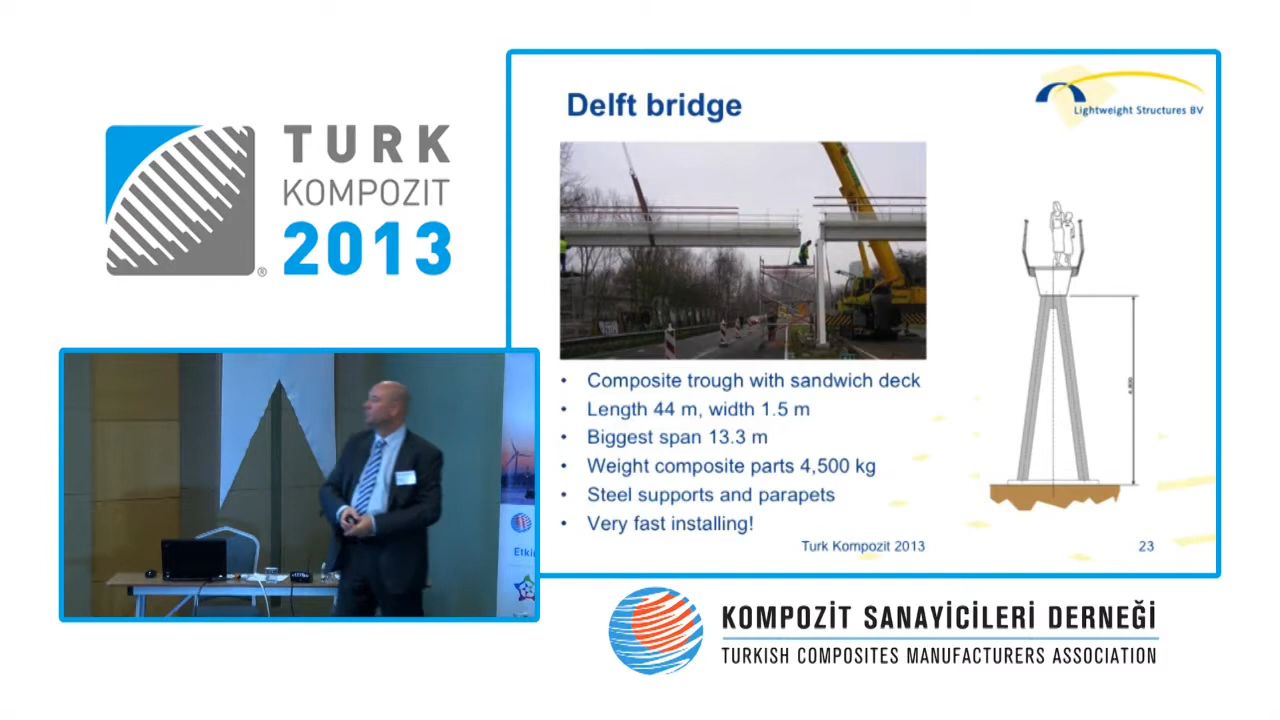 TURK
KOMPOZIT
2013
®
Delft bridge
Lightweight Structures BV
• Composite trough with sandwich deck
• Length 44 m, width 1.5 m
• Biggest span 13.3 m
• Weight composite parts 4,500 kg
• Steel supports and parapets
• Very fast installing!
Turk Kompozit 2013
23
Etki
KOMPOZİT SANAYİCİLERİ DERNEĞİ
TURKISH COMPOSITES MANUFACTURERS ASSOCIATION